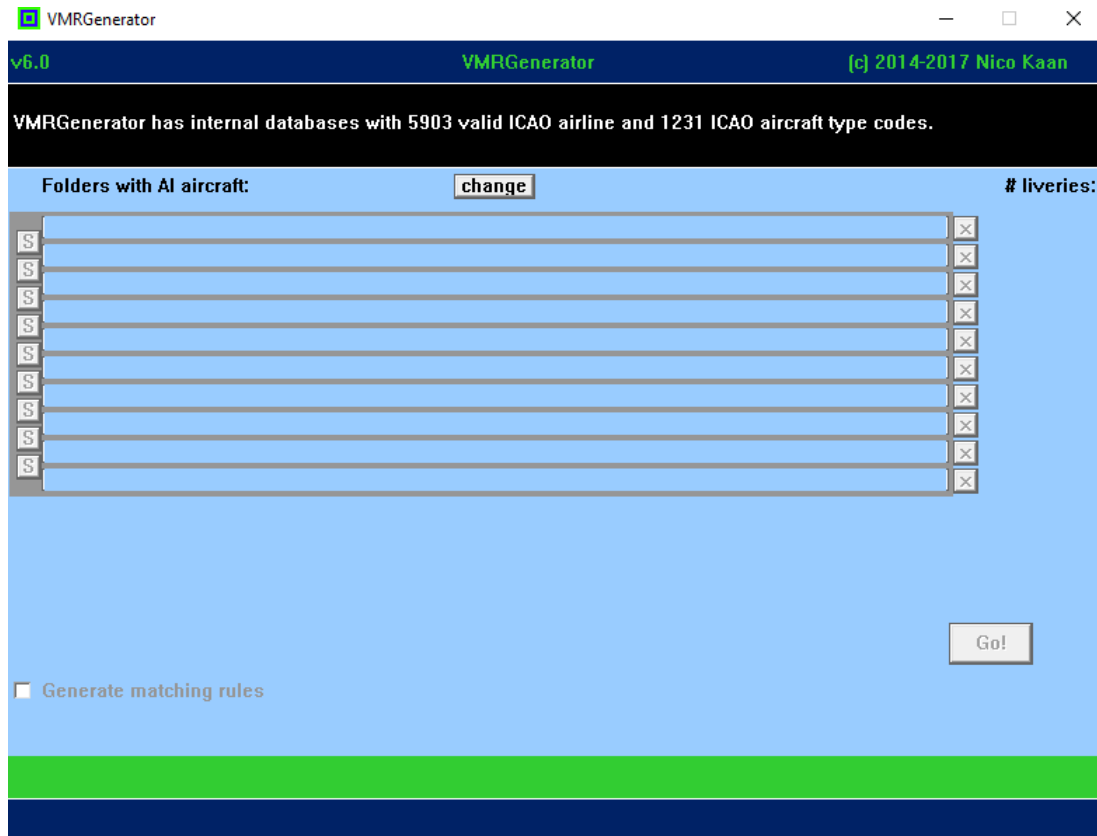 VMRGenerator
v6.0 VMRGenerator (c) 2014-2017 Nico Kaan
VMRGenerator has internal databases with 5903 valid ICAO airline and 1231 ICAO aircraft type codes.
Folders with AI aircraft: change # liveries:
S
S
S
S
S
S
S
S
S
Go!
Generate matching rules